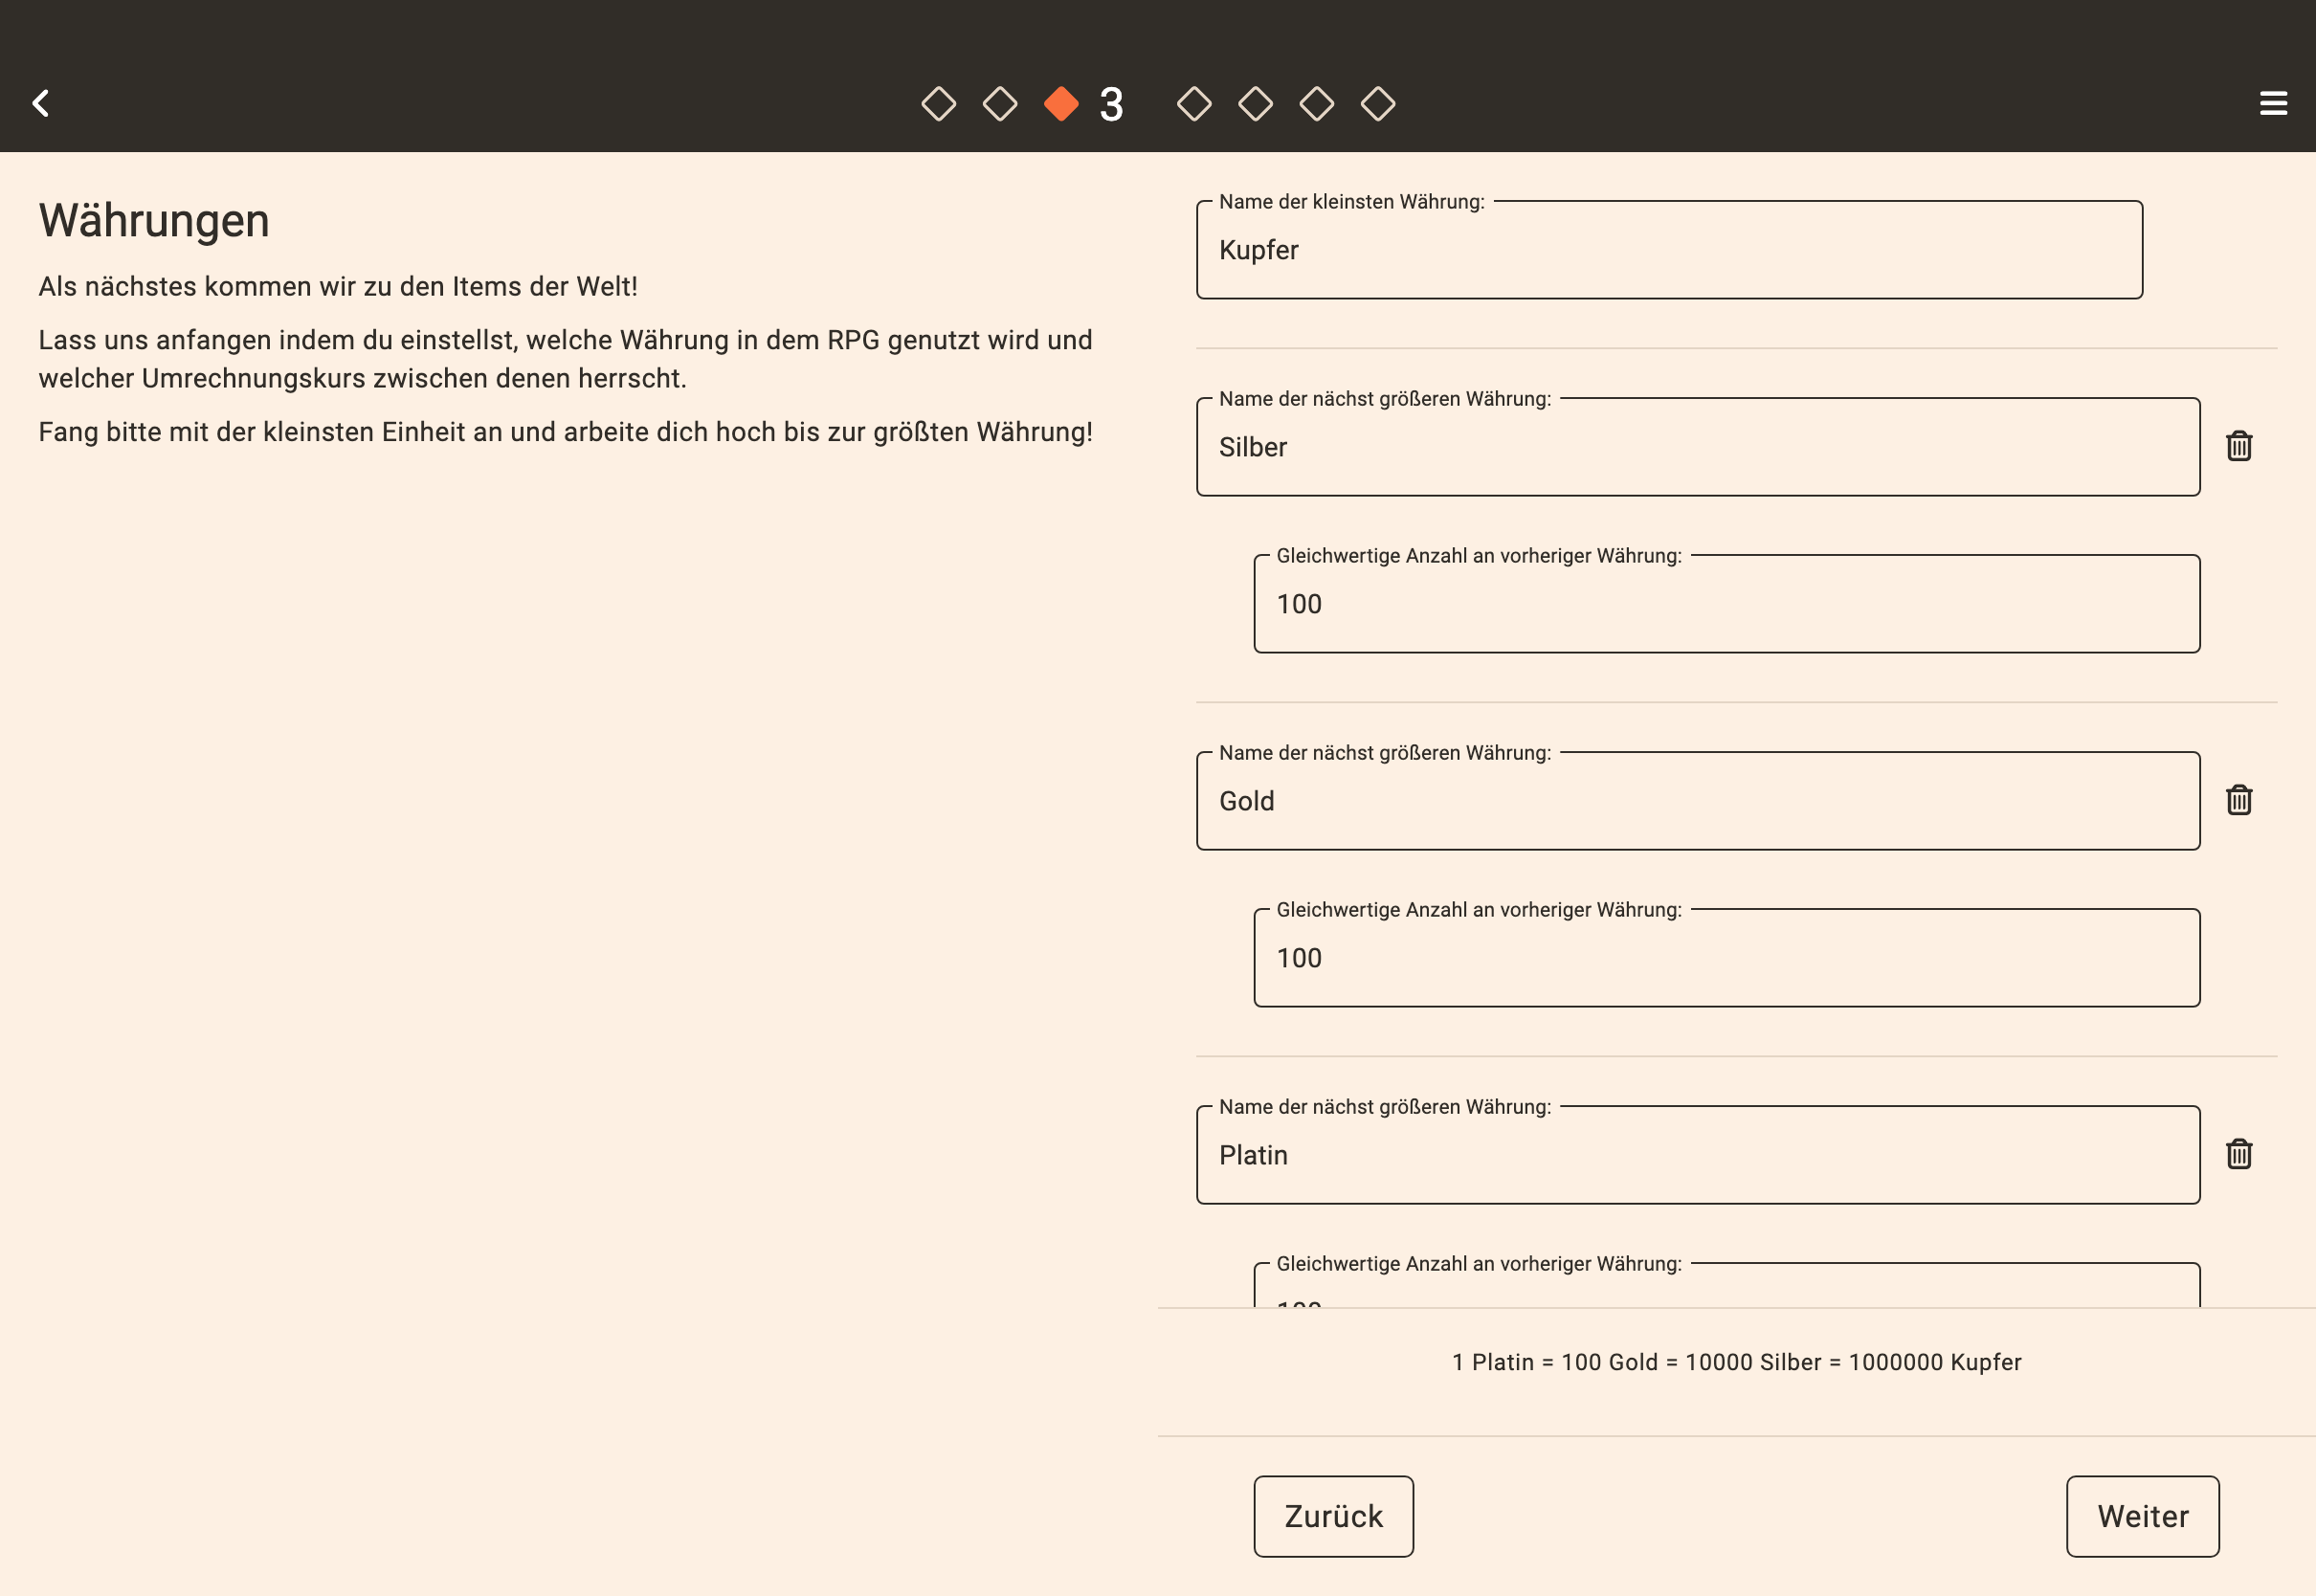 3
Währungen
Als nächstes kommen wir zu den Items der Welt!
Lass uns anfangen indem du einstellst, welche Währung in dem RPG genutzt wird und
welcher Umrechnungskurs zwischen denen herrscht.
Fang bitte mit der kleinsten Einheit an und arbeite dich hoch bis zur größten Währung!
Name der kleinsten Währung:
Kupfer
Name der nächst größeren Währung:
Silber
Gleichwertige Anzahl an vorheriger Währung:
100
Name der nächst größeren Währung:
Gold
Gleichwertige Anzahl an vorheriger Währung:
100
Name der nächst größeren Währung:
Platin
Gleichwertige Anzahl an vorheriger Währung:
1 Platin = 100 Gold = 10000 Silber = 1000000 Kupfer
Zurück
Weiter